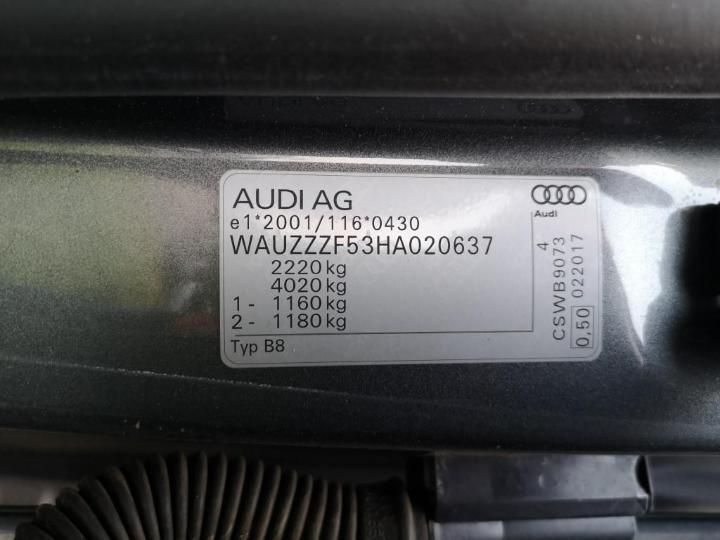 AUDI AG
e1*2001/116*0430
WAUZZZF53HA020637
2220 kg
4020 kg
1 - 1160 kg
2 - 1180 kg
Typ B8
Audi
4
CSWB9073
0,50 022017